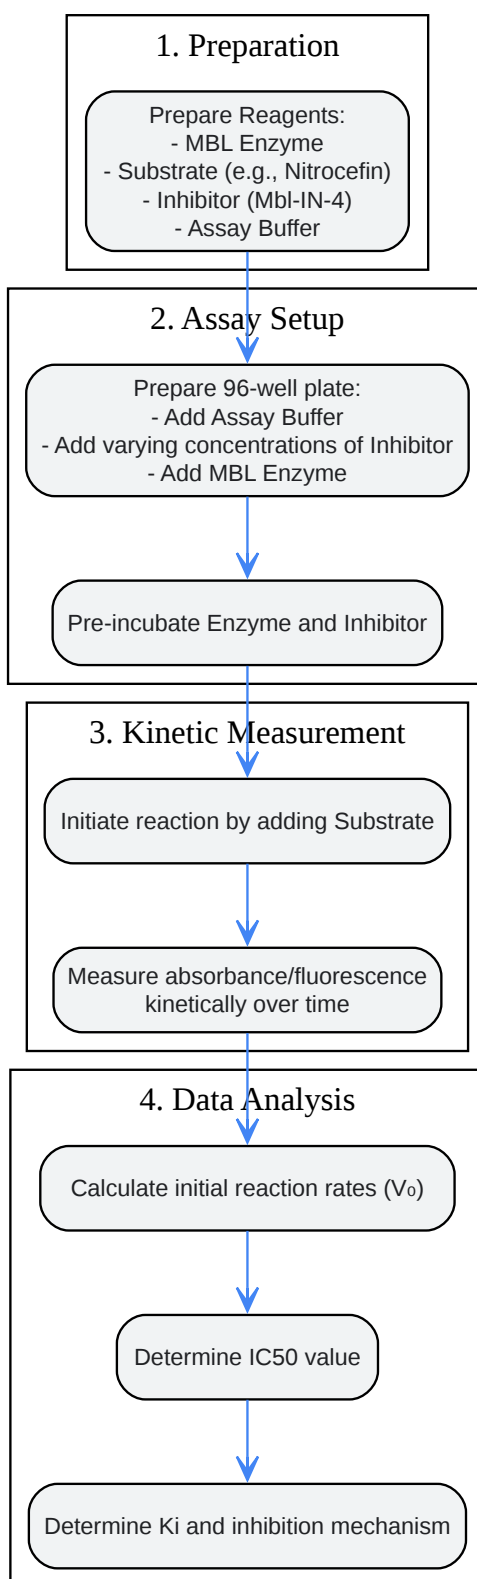 1. Preparation
Prepare Reagents:
- MBL Enzyme
- Substrate (e.g., Nitrocefin)
- Inhibitor (Mbl-IN-4)
- Assay Buffer
2. Assay Setup
Prepare 96-well plate:
- Add Assay Buffer
- Add varying concentrations of Inhibitor
- Add MBL Enzyme
Pre-incubate Enzyme and Inhibitor
3. Kinetic Measurement
Initiate reaction by adding Substrate
Measure absorbance/fluorescence
kinetically over time
4. Data Analysis
Calculate initial reaction rates (V₀)
Determine IC50 value
Determine Ki and inhibition mechanism